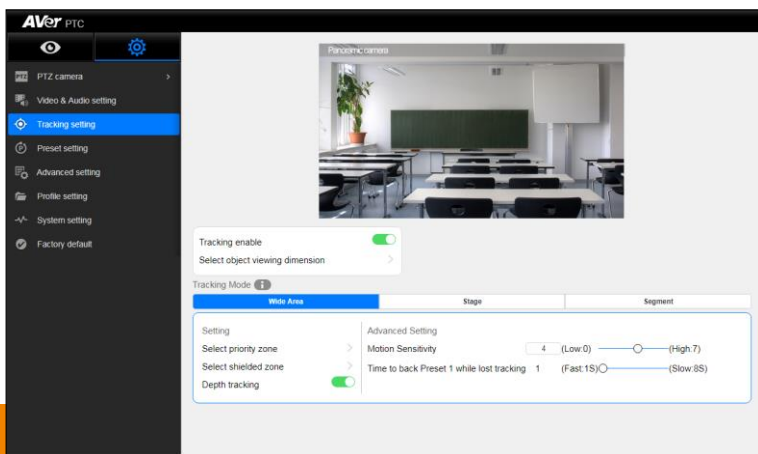 AVer PTC
Panoramic camera
PTZ PTZ camera
Video & Audio setting
Tracking setting
Preset setting
Advanced setting
Profile setting
System setting
Factory default
Tracking enable
Select object viewing dimension
Tracking Mode i
Wide Area Stage Segment
Setting Advanced Setting
Select priority zone Motion Sensitivity 4 (Low:0) (High:7)
Select shielded zone Time to back Preset 1 while lost tracking 1 (Fast:1S) (Slow:8S)
Depth tracking